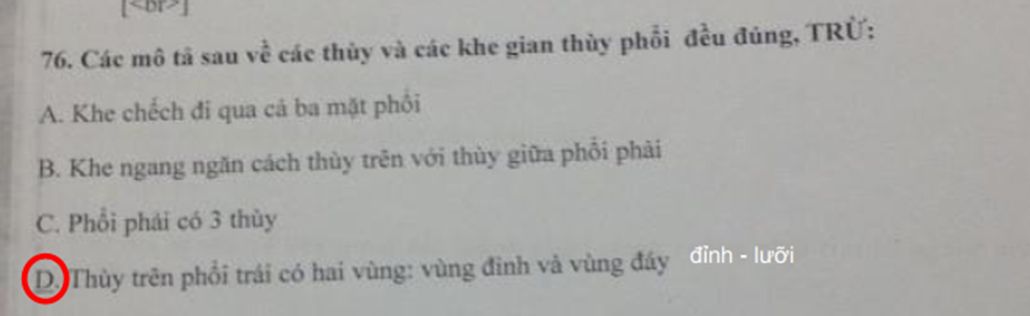 [<br>]
76. Các mô tả sau về các thùy và các khe gian thùy phổi đều đúng, TRỪ:
A. Khe chếch đi qua cả ba mặt phổi
B. Khe ngang ngăn cách thùy trên với thùy giữa phổi phải
C. Phổi phải có 3 thùy
D. Thùy trên phổi trái có hai vùng: vùng đỉnh và vùng đáy đỉnh - lưỡi